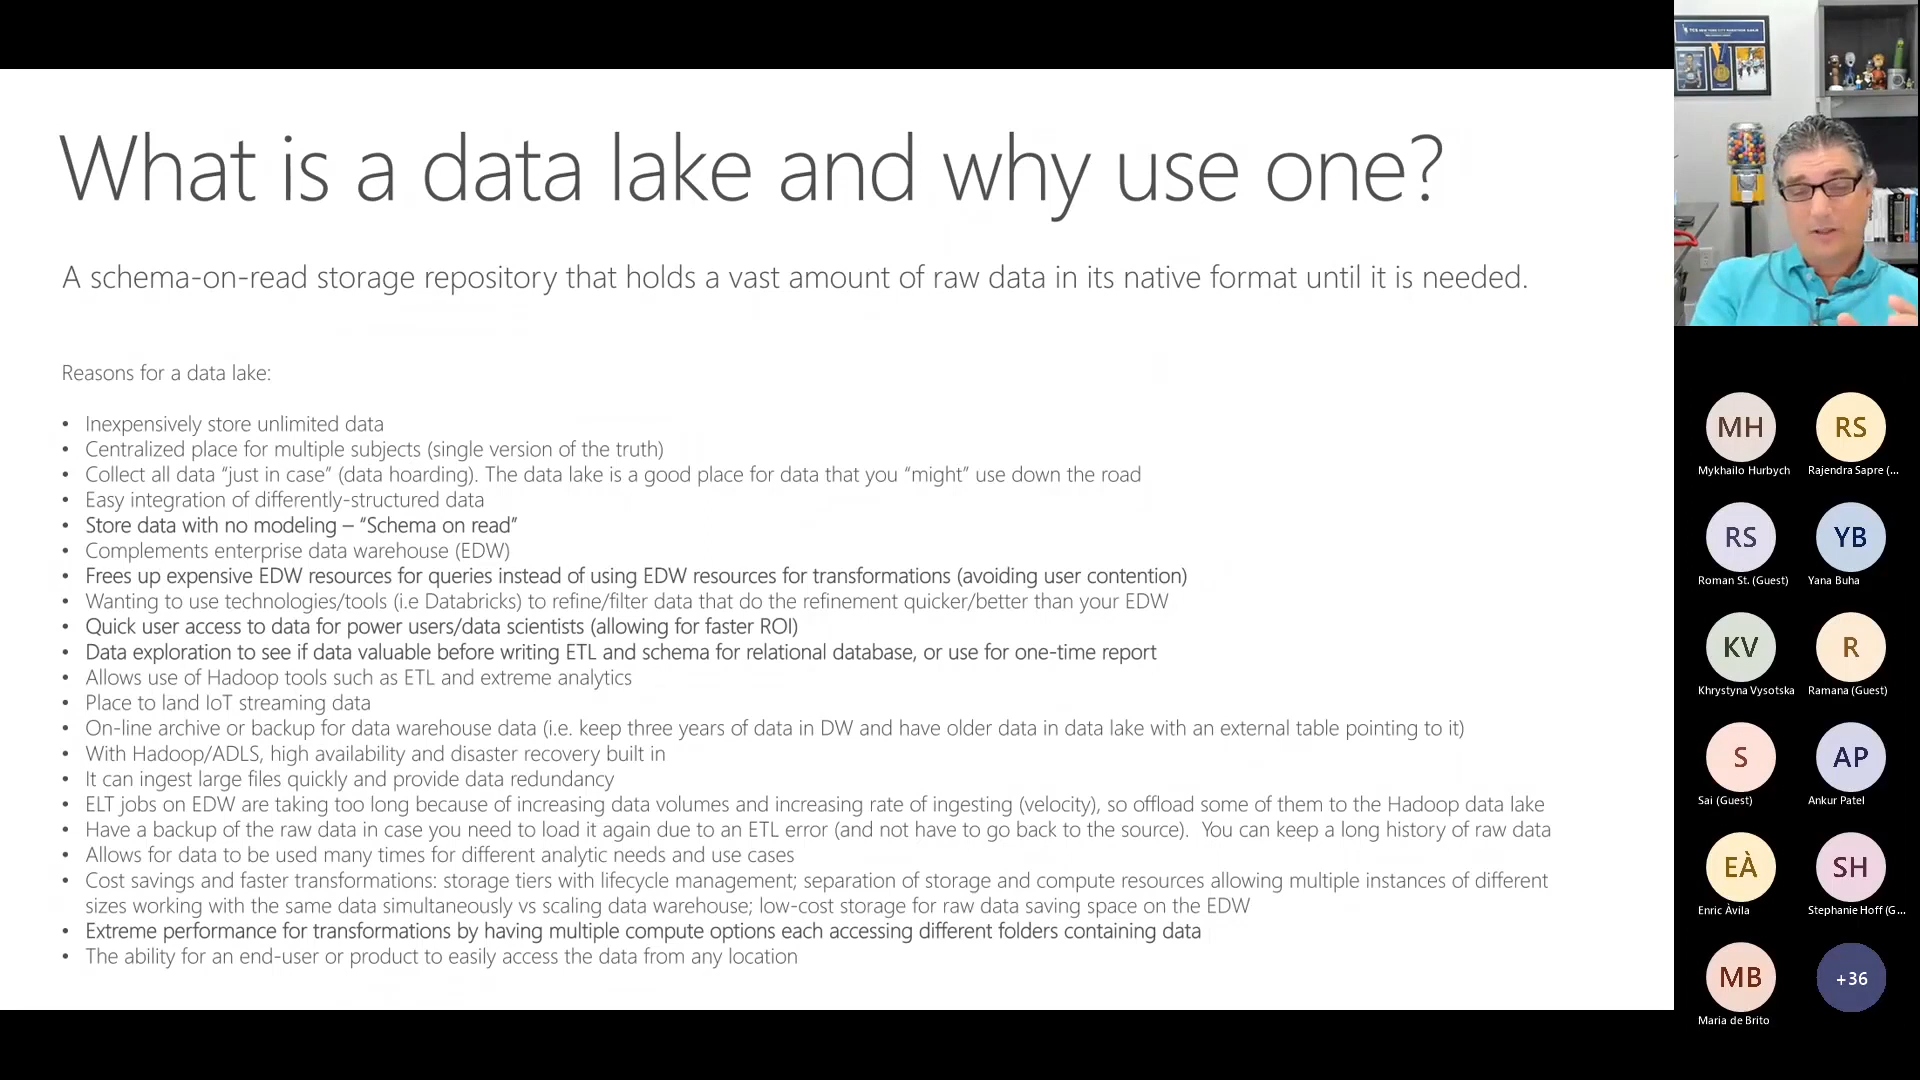 What is a data lake and why use one?
A schema-on-read storage repository that holds a vast amount of raw data in its native format until it is needed.
Reasons for a data lake:
• Inexpensively store unlimited data
• Centralized place for multiple subjects (single version of the truth)
• Collect all data “just in case” (data hoarding). The data lake is a good place for data that you “might” use down the road
• Easy integration of differently-structured data
• Store data with no modeling – “Schema on read”
• Complements enterprise data warehouse (EDW)
• Frees up expensive EDW resources for queries instead of using EDW resources for transformations (avoiding user contention)
• Wanting to use technologies/tools (i.e Databricks) to refine/filter data that do the refinement quicker/better than your EDW
• Quick user access to data for power users/data scientists (allowing for faster ROI)
• Data exploration to see if data valuable before writing ETL and schema for relational database, or use for one-time report
• Allows use of Hadoop tools such as ETL and extreme analytics
• Place to land IoT streaming data
• On-line archive or backup for data warehouse data (i.e. keep three years of data in DW and have older data in data lake with an external table pointing to it)
• With Hadoop/ADLS, high availability and disaster recovery built in
• It can ingest large files quickly and provide data redundancy
• ELT jobs on EDW are taking too long because of increasing data volumes and increasing rate of ingesting (velocity), so offload some of them to the Hadoop data lake
• Have a backup of the raw data in case you need to load it again due to an ETL error (and not have to go back to the source).  You can keep a long history of raw data
• Allows for data to be used many times for different analytic needs and use cases
• Cost savings and faster transformations: storage tiers with lifecycle management; separation of storage and compute resources allowing multiple instances of different
sizes working with the same data simultaneously vs scaling data warehouse; low-cost storage for raw data saving space on the EDW
• Extreme performance for transformations by having multiple compute options each accessing different folders containing data
• The ability for an end-user or product to easily access the data from any location
MH RS
Mykhailo Hurbych Rajendra Sapre (...
RS YB
Roman St. (Guest) Yana Buha
KV R
Khrystyna Vysotska Ramana (Guest)
S AP
Sai (Guest) Ankur Patel
EÀ SH
Enric Àvila Stephanie Hoff (G...
MB +36
Maria de Brito